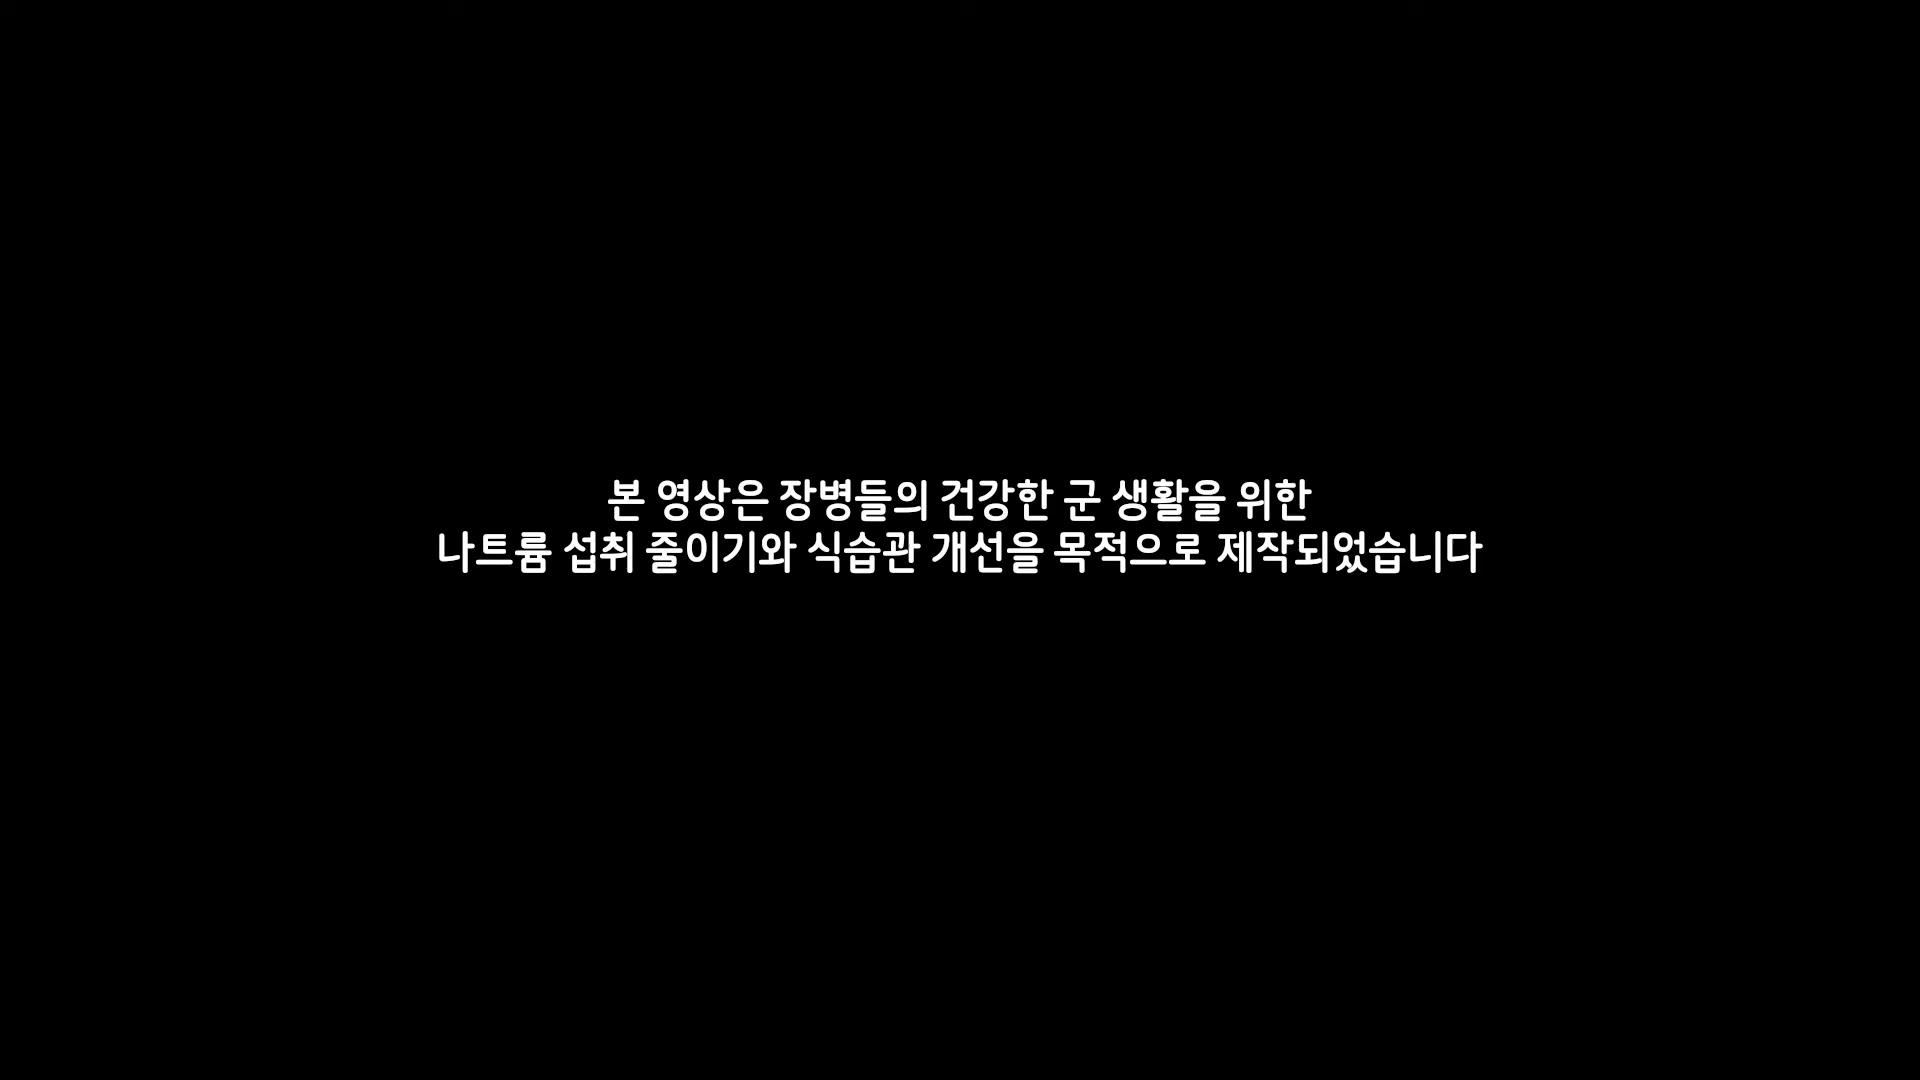 본 영상은 장병들의 건강한 군 생활을 위한
나트륨 섭취 줄이기와 식습관 개선을 목적으로 제작되었습니다